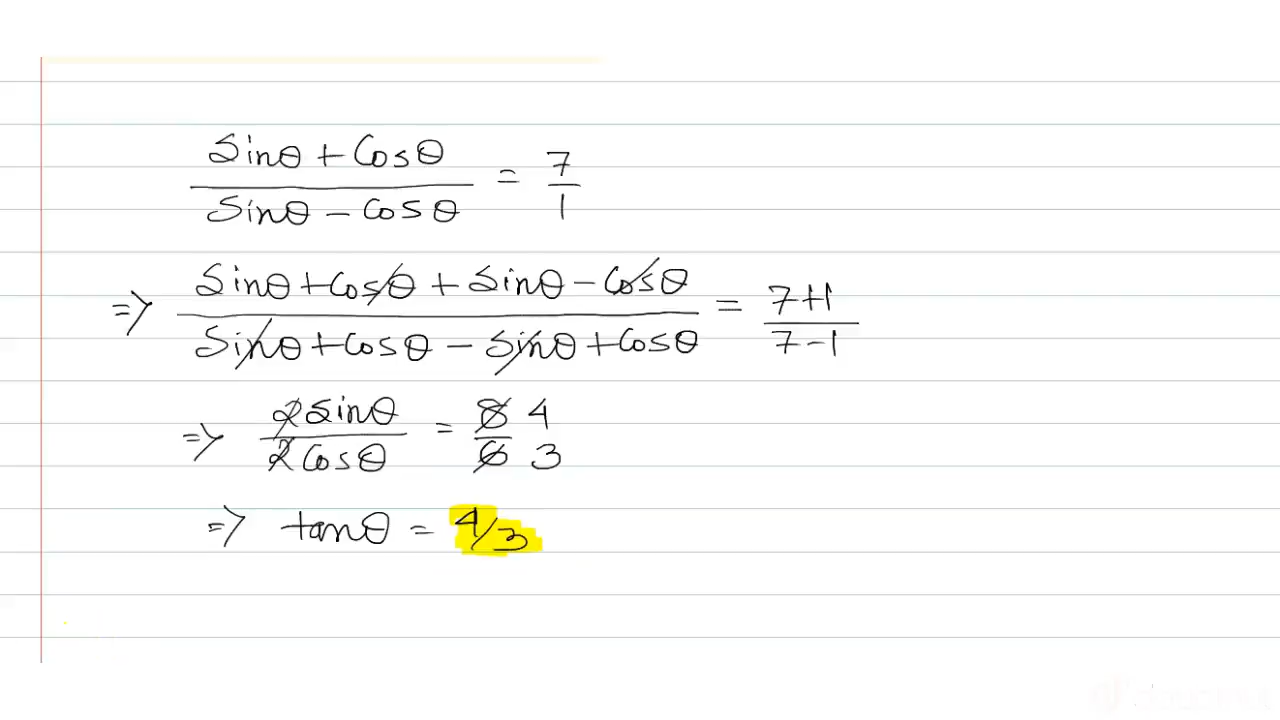 (Sinθ + Cosθ)/(Sinθ - Cosθ) = 7/1
=> (Sinθ + Cosθ + Sinθ - Cosθ)/(Sinθ + Cosθ - Sinθ + Cosθ) = (7+1)/(7-1)
=> 2Sinθ/2Cosθ = 8/6 4/3
=> tanθ = 4/3